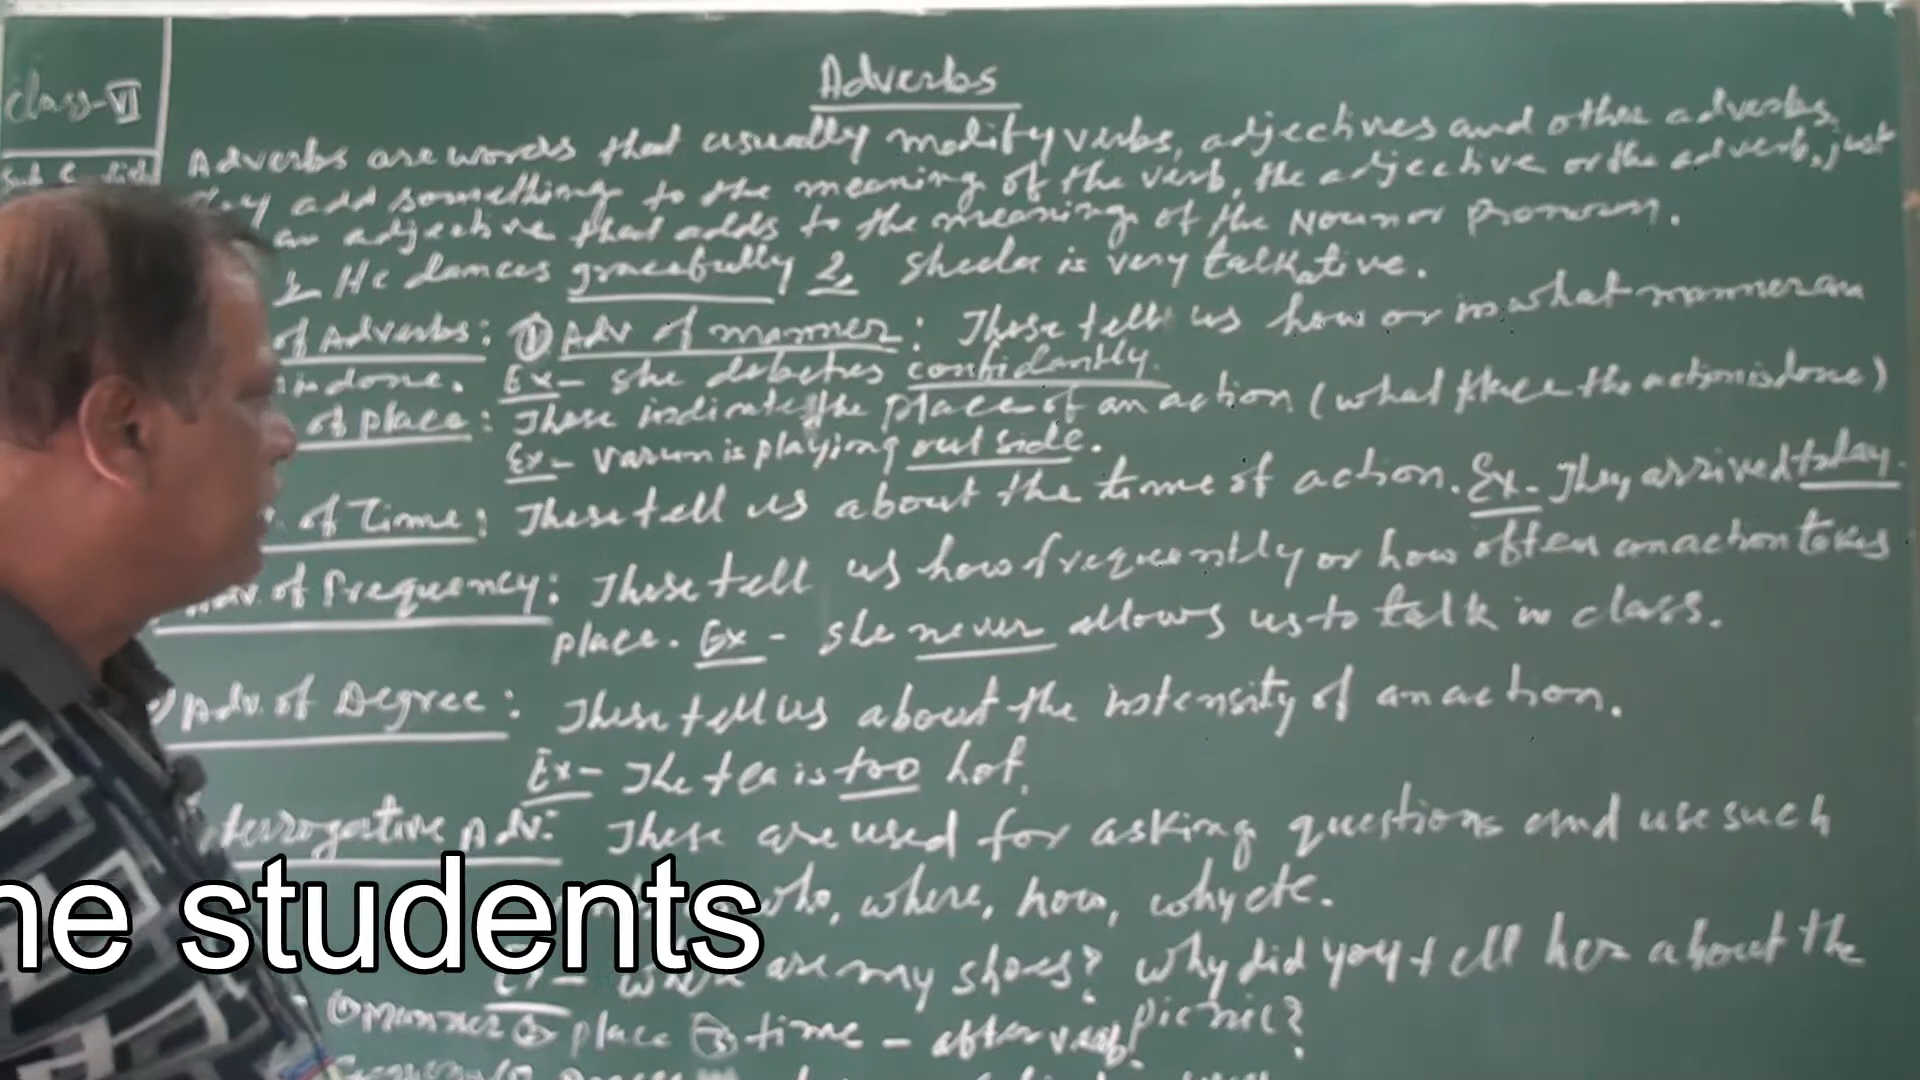 Class-VI
Adverbs
Adverbs are words that usually modify verbs, adjectives and other adverbs,
add something to the meaning of the verb, the adjective or the adverb, just
an adjective that adds to the meaning of the Noun or Pronoun.
1, He dances gracefully 2, Sheela is very talkative.
of Adverbs: ① Adv of manner: These tell us how or in what manner an
is done. Ex- she debates confidantly.
of place: These indicate the place of an action (what place the action is done)
Ex- Varun is playing outside.
of Time: These tell us about the time of action. Ex- They arrived today.
of Frequency: These tell us how frequently or how often an action takes
place. Ex- She never allows us to talk in class.
Adv. of Degree: These tell us about the intensity of an action.
Ex- The tea is too hot.
terrogative Adv: These are used for asking questions and use such
who, where, how, why etc.
are my shoes? Why did you tell her about the
picnic?
manner place time - after
he students